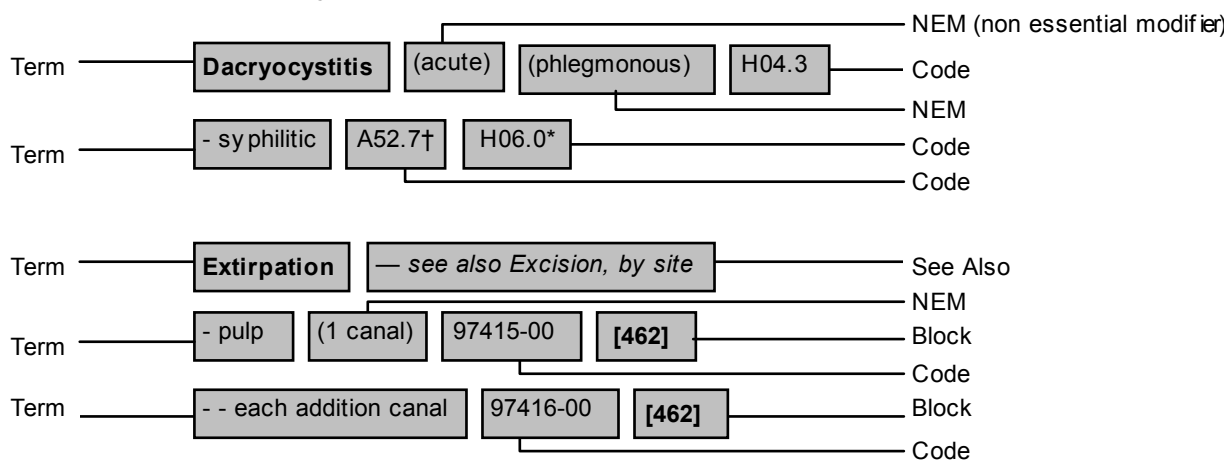 NEM (non essential modifier)
Term Dacryocystitis (acute) (phlegmonous) H04.3 Code
NEM
Term - syphilitic A52.7† H06.0* Code
Code
Term Extirpation — see also Excision, by site See Also
NEM
Term - pulp (1 canal) 97415-00 [462] Block
Code
Term - - each addition canal 97416-00 [462] Block
Code